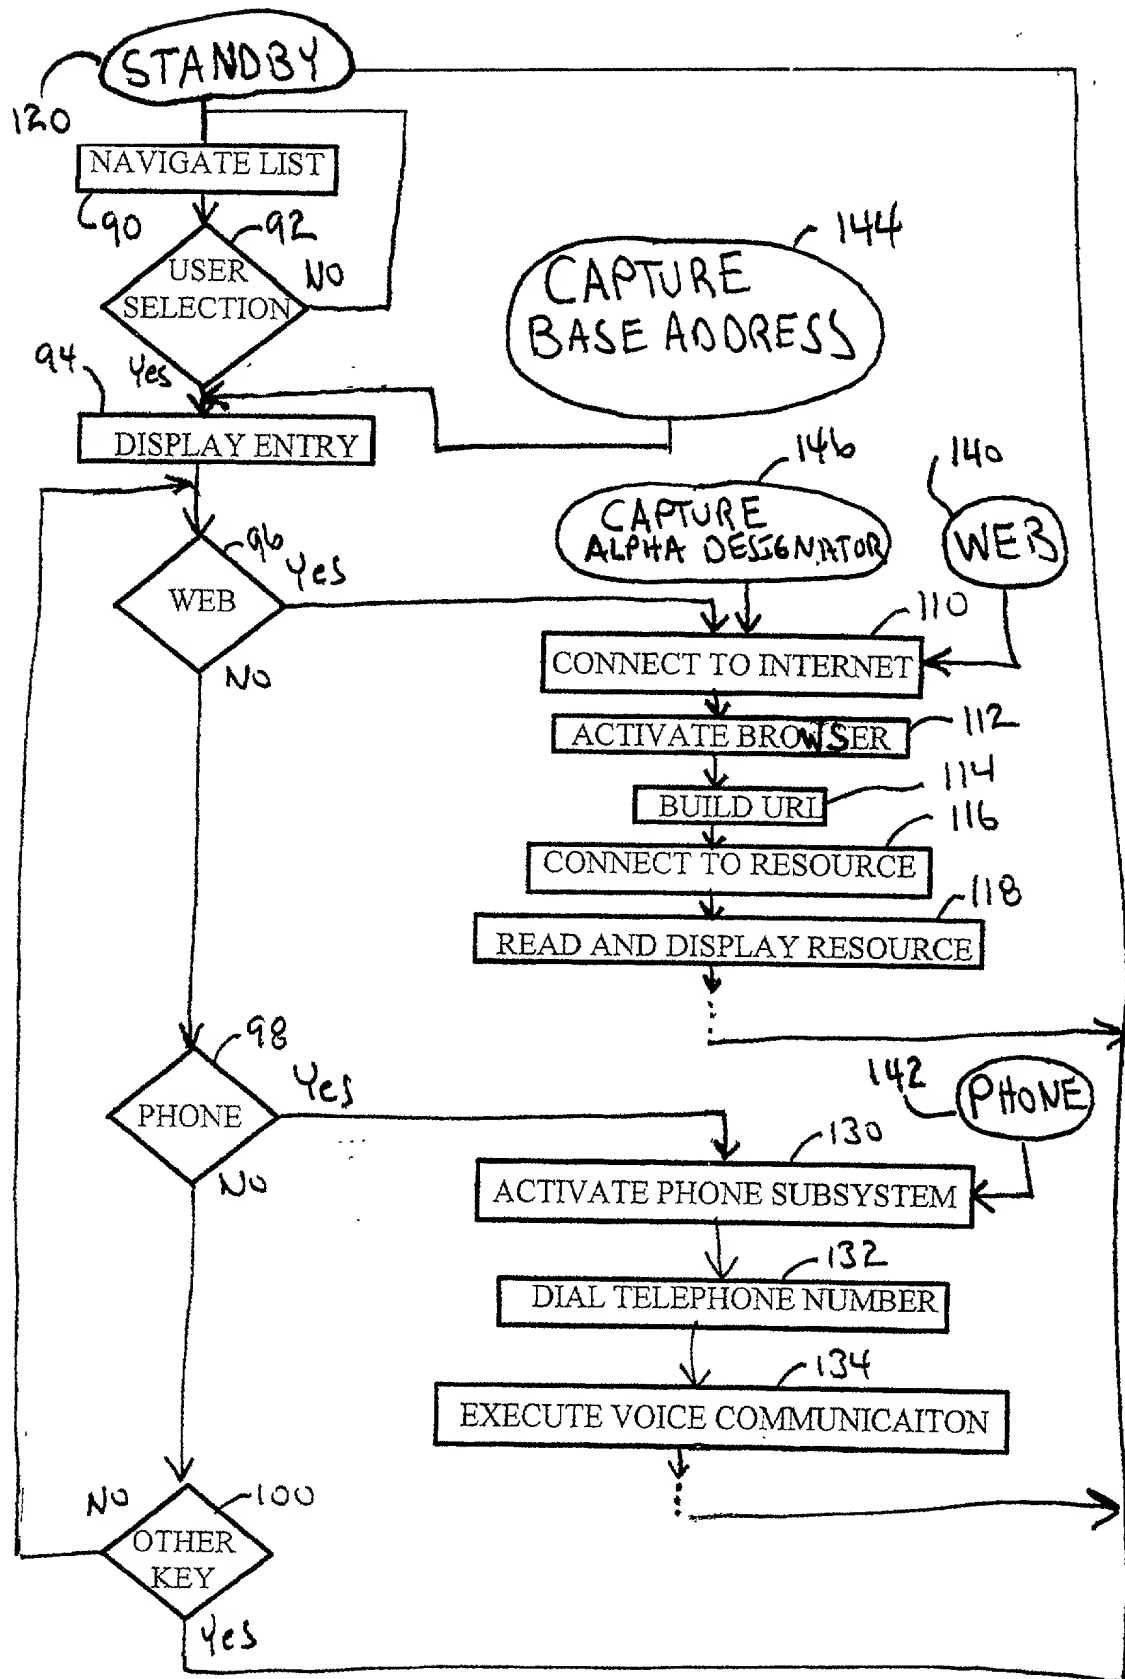 STANDBY
120
NAVIGATE LIST
90
92
USER
SELECTION
NO
144
CAPTURE
BASE ADDRESS
94
Yes
DISPLAY ENTRY
146
CAPTURE
ALPHA DESIGNATOR
140
WEB
96
Yes
WEB
NO
110
CONNECT TO INTERNET
ACTIVATE BROWSER
112
BUILD URL
114
116
CONNECT TO RESOURCE
118
READ AND DISPLAY RESOURCE
98
Yes
PHONE
NO
142
PHONE
130
ACTIVATE PHONE SUBSYSTEM
132
DIAL TELEPHONE NUMBER
134
EXECUTE VOICE COMMUNICAITON
NO
100
OTHER
KEY
Yes